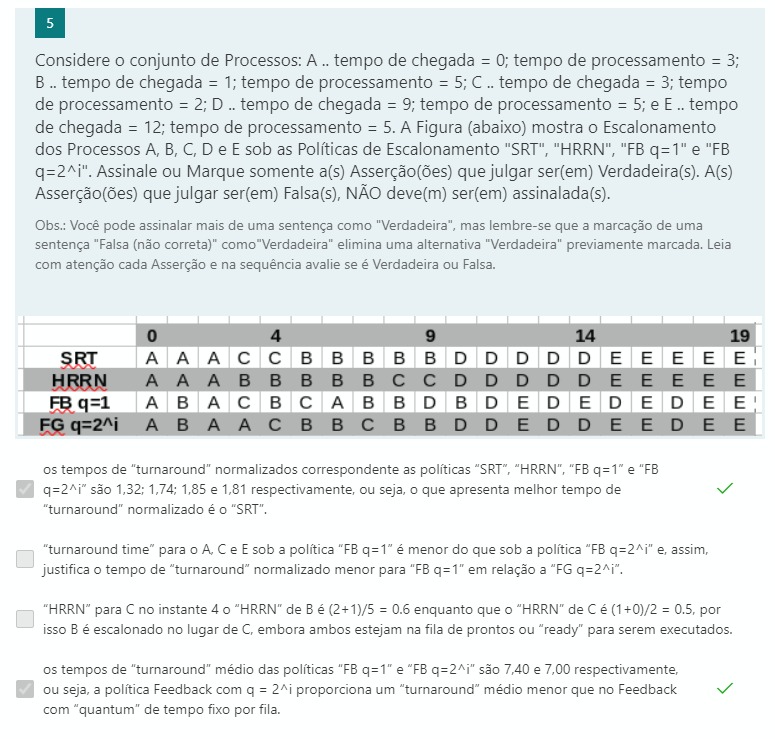 5
Considere o conjunto de Processos: A .. tempo de chegada = 0; tempo de processamento = 3;
B .. tempo de chegada = 1; tempo de processamento = 5; C .. tempo de chegada = 3; tempo
de processamento = 2; D .. tempo de chegada = 9; tempo de processamento = 5; e E .. tempo
de chegada = 12; tempo de processamento = 5. A Figura (abaixo) mostra o Escalonamento
dos Processos A, B, C, D e E sob as Políticas de Escalonamento "SRT", "HRRN", "FB q=1" e "FB
q=2^i". Assinale ou Marque somente a(s) Asserção(ões) que julgar ser(em) Verdadeira(s). A(s)
Asserção(ões) que julgar ser(em) Falsa(s), NÃO deve(m) ser(em) assinalada(s).
Obs.: Você pode assinalar mais de uma sentença como "Verdadeira", mas lembre-se que a marcação de uma
sentença "Falsa (não correta)" como"Verdadeira" elimina uma alternativa "Verdadeira" previamente marcada. Leia
com atenção cada Asserção e na sequência avalie se é Verdadeira ou Falsa.
0 4 9 14 19
SRT A A A C C B B B B B D D D D D E E E E E
HRRN A A A B B B B B C C D D D D D E E E E E
FB q=1 A B A C B C A B B D B D E D E D E D E E
FG q=2^i A B A A C B B C B B D D E D D E E D E E
os tempos de “turnaround” normalizados correspondente as políticas “SRT”, “HRRN”, “FB q=1” e “FB
q=2^i” são 1,32; 1,74; 1,85 e 1,81 respectivamente, ou seja, o que apresenta melhor tempo de
“turnaround” normalizado é o “SRT”.
“turnaround time” para o A, C e E sob a política “FB q=1” é menor do que sob a política “FB q=2^i” e, assim,
justifica o tempo de “turnaround” normalizado menor para “FB q=1” em relação a “FG q=2^i”.
“HRRN” para C no instante 4 o “HRRN” de B é (2+1)/5 = 0.6 enquanto que o “HRRN” de C é (1+0)/2 = 0.5, por
isso B é escalonado no lugar de C, embora ambos estejam na fila de prontos ou “ready” para serem executados.
os tempos de “turnaround” médio das políticas “FB q=1” e “FB q=2^i” são 7,40 e 7,00 respectivamente,
ou seja, a política Feedback com q = 2^i proporciona um “turnaround” médio menor que no Feedback
com “quantum” de tempo fixo por fila.